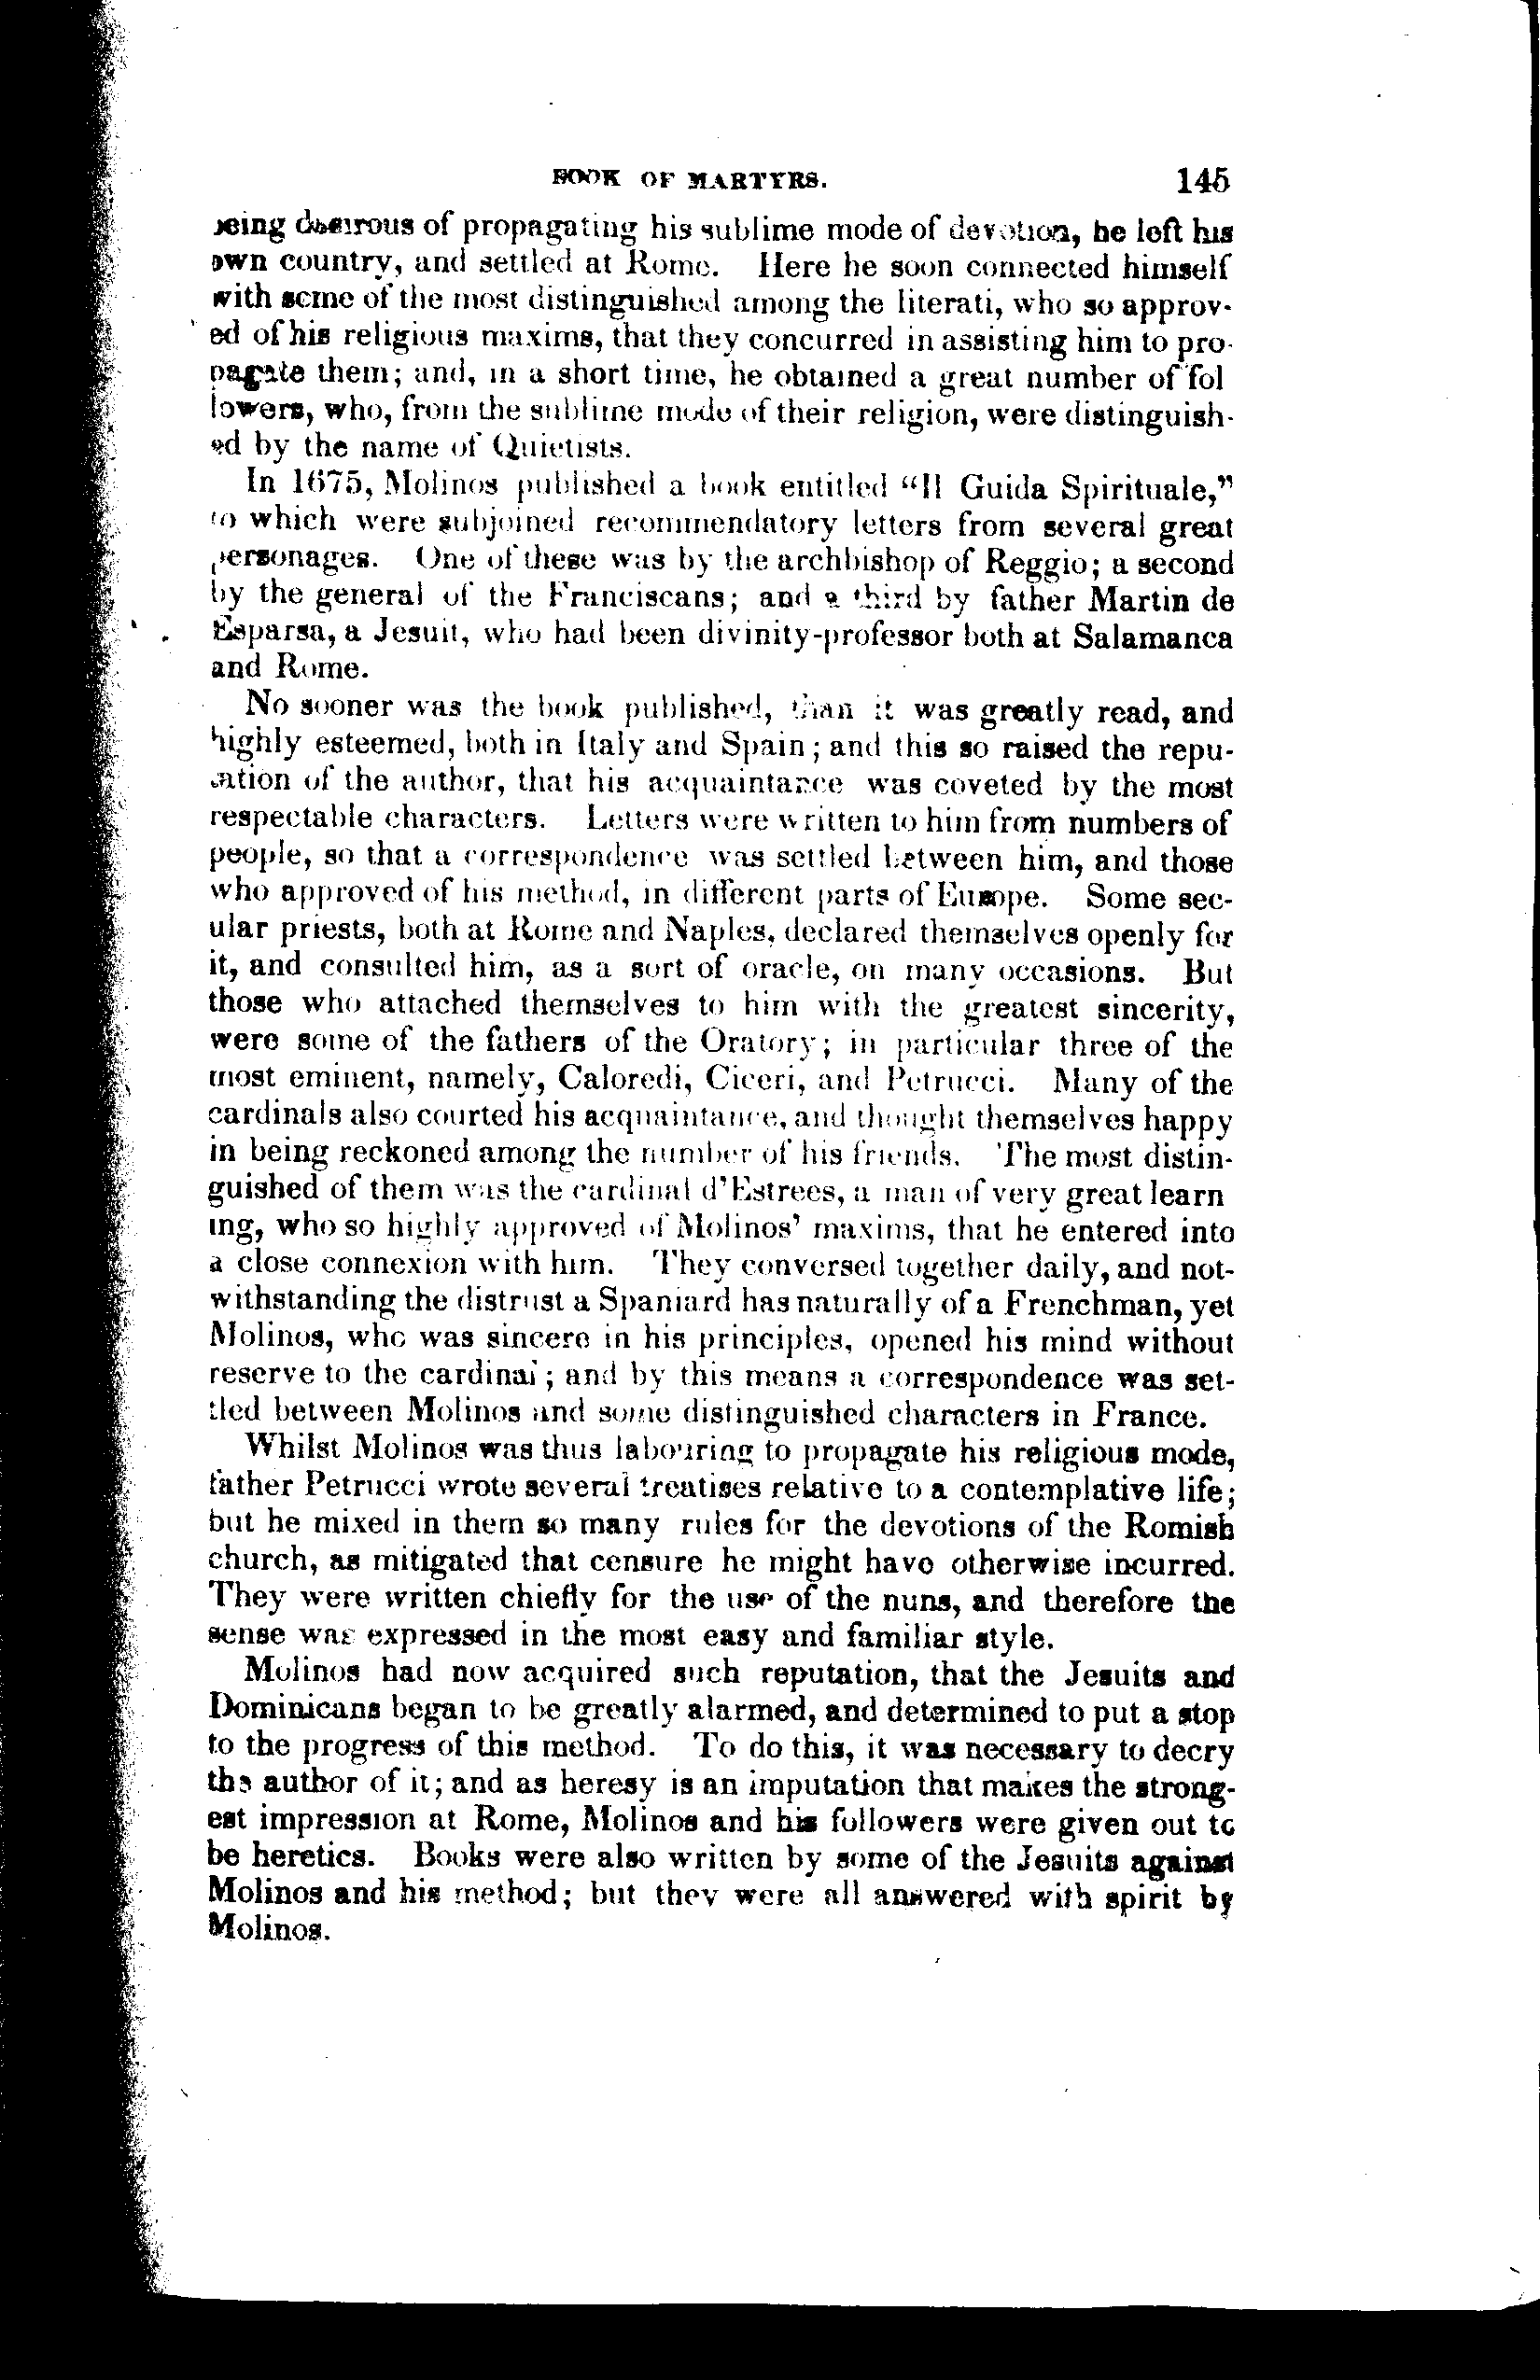 BOOK OF MARTYRS. 145
being desirous of propagating his sublime mode of devotion, he left his
own country, and settled at Rome. Here he soon connected himself
with some of the most distinguished among the literati, who so approv-
ed of his religious maxims, that they concurred in assisting him to pro-
pagate them; and, in a short time, he obtained a great number of fol
lowers, who, from the sublime mode of their religion, were distinguish-
ed by the name of Quietists.
In 1675, Molinos published a book entitled “Il Guida Spirituale,”
to which were subjoined recommendatory letters from several great
personages. One of these was by the archbishop of Reggio; a second
by the general of the Franciscans; and a third by father Martin de
Esparsa, a Jesuit, who had been divinity-professor both at Salamanca
and Rome.
No sooner was the book published, than it was greatly read, and
highly esteemed, both in Italy and Spain; and this so raised the repu-
tation of the author, that his acquaintance was coveted by the most
respectable characters. Letters were written to him from numbers of
people, so that a correspondence was settled between him, and those
who approved of his method, in different parts of Europe. Some sec-
ular priests, both at Rome and Naples, declared themselves openly for
it, and consulted him, as a sort of oracle, on many occasions. But
those who attached themselves to him with the greatest sincerity,
were some of the fathers of the Oratory; in particular three of the
most eminent, namely, Caloredi, Ciceri, and Petrucci. Many of the
cardinals also courted his acquaintance, and thought themselves happy
in being reckoned among the number of his friends. The most distin-
guished of them was the cardinal d'Estrees, a man of very great learn
ing, who so highly approved of Molinos' maxims, that he entered into
a close connexion with him. They conversed together daily, and not-
withstanding the distrust a Spaniard has naturally of a Frenchman, yet
Molinos, who was sincere in his principles, opened his mind without
reserve to the cardinal; and by this means a correspondence was set-
tled between Molinos and some distinguished characters in France.
Whilst Molinos was thus labouring to propagate his religious mode,
father Petrucci wrote several treatises relative to a contemplative life;
but he mixed in them so many rules for the devotions of the Romish
church, as mitigated that censure he might have otherwise incurred.
They were written chiefly for the use of the nuns, and therefore the
sense was expressed in the most easy and familiar style.
Molinos had now acquired such reputation, that the Jesuits and
Dominicans began to be greatly alarmed, and determined to put a stop
to the progress of this method. To do this, it was necessary to decry
the author of it; and as heresy is an imputation that makes the strong-
est impression at Rome, Molinos and his followers were given out to
be heretics. Books were also written by some of the Jesuits against
Molinos and his method; but they were all answered with spirit by
Molinos.